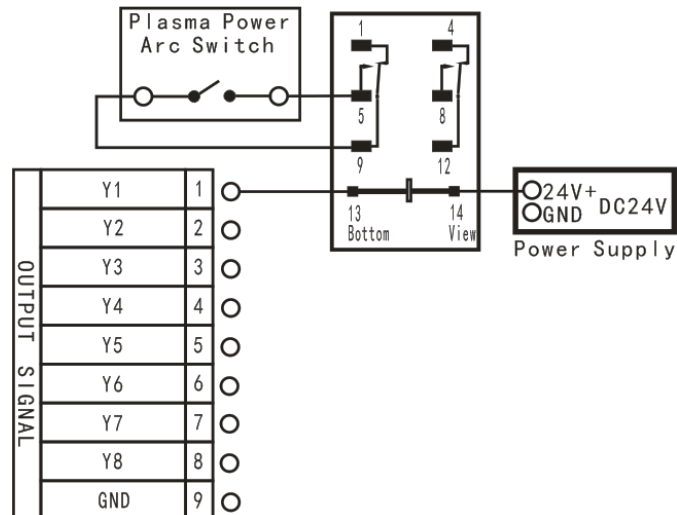 Plasma Power
Arc Switch
1 4
5 8
9 12
13 14
Bottom View
24V+
GND
DC24V
Power Supply
OUTPUT SIGNAL
Y1 1
Y2 2
Y3 3
Y4 4
Y5 5
Y6 6
Y7 7
Y8 8
GND 9